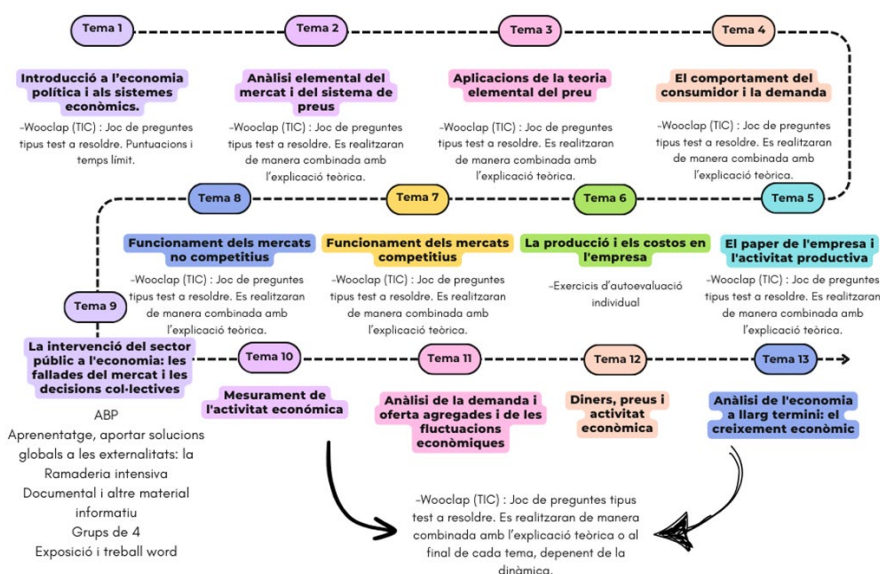 Tema 1
Introducció a l'economia
política i als sistemes
econòmics.
-Wooclap (TIC) : Joc de preguntes
tipus test a resoldre. Puntuacions i
temps límit.
Tema 2
Anàlisi elemental del
mercat i del sistema de
preus
-Wooclap (TIC) : Joc de preguntes
tipus test a resoldre. Es realitzaran
de manera combinada amb
l'explicació teòrica.
Tema 3
Aplicacions de la teoria
elemental del preu
-Wooclap (TIC) : Joc de preguntes
tipus test a resoldre. Es realitzaran
de manera combinada amb
l'explicació teòrica.
Tema 4
El comportament del
consumidor i la demanda
-Wooclap (TIC) : Joc de preguntes
tipus test a resoldre. Es realitzaran
de manera combinada amb
l'explicació teòrica.
Tema 5
El paper de l'empresa i
l'activitat productiva
-Wooclap (TIC) : Joc de preguntes
tipus test a resoldre. Es realitzaran
de manera combinada amb
l'explicació teòrica.
Tema 6
La producció i els costos en
l'empresa
-Exercicis d'autoevaluació
individual
Tema 7
Funcionament dels mercats
competitius
-Wooclap (TIC) : Joc de preguntes
tipus test a resoldre. Es realitzaran
de manera combinada amb
l'explicació teòrica.
Tema 8
Funcionament dels mercats
no competitius
-Wooclap (TIC) : Joc de preguntes
tipus test a resoldre. Es realitzaran
de manera combinada amb
l'explicació teòrica.
Tema 9
La intervenció del sector
públic a l'economia: les
fallades del mercat i les
decisions col·lectives
ABP
Aprenentatge, aportar solucions
globals a les externalitats: la
Ramaderia intensiva
Documental i altre material
informatiu
Grups de 4
Exposició i treball word
Tema 10
Mesurament de
l'activitat económica
Tema 11
Anàlisi de la demanda i
oferta agregades i de les
fluctuacions
econòmiques
Tema 12
Diners, preus i
activitat
econòmica
Tema 13
Anàlisi de l'economia
a llarg termini: el
creixement econòmic
-Wooclap (TIC) : Joc de preguntes tipus
test a resoldre. Es realitzaran de manera
combinada amb l'explicació teòrica o al
final de cada tema, depenent de la
dinàmica.